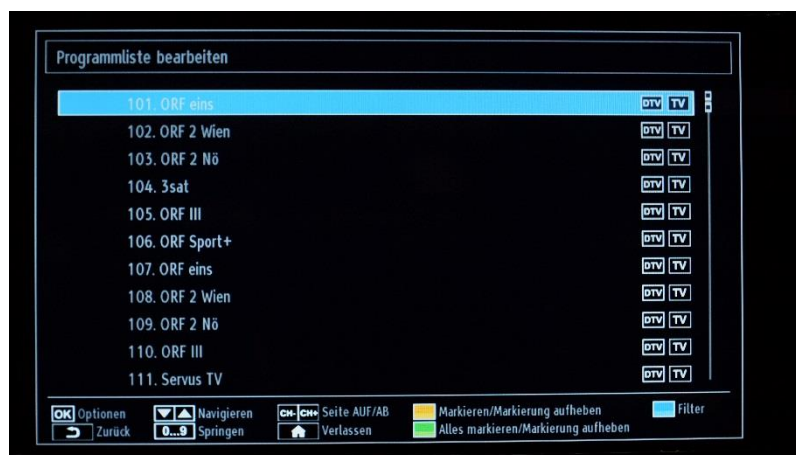 Programmliste bearbeiten
101. ORF eins DTV TV
102. ORF 2 Wien DTV TV
103. ORF 2 Nö DTV TV
104. 3sat DTV TV
105. ORF III DTV TV
106. ORF Sport+ DTV TV
107. ORF eins DTV TV
108. ORF 2 Wien DTV TV
109. ORF 2 Nö DTV TV
110. ORF III DTV TV
111. Servus TV DTV TV
OK Optionen Navigieren CH- CH+ Seite AUF/AB Markieren/Markierung aufheben Filter
Zurück 0...9 Springen Verlassen Alles markieren/Markierung aufheben